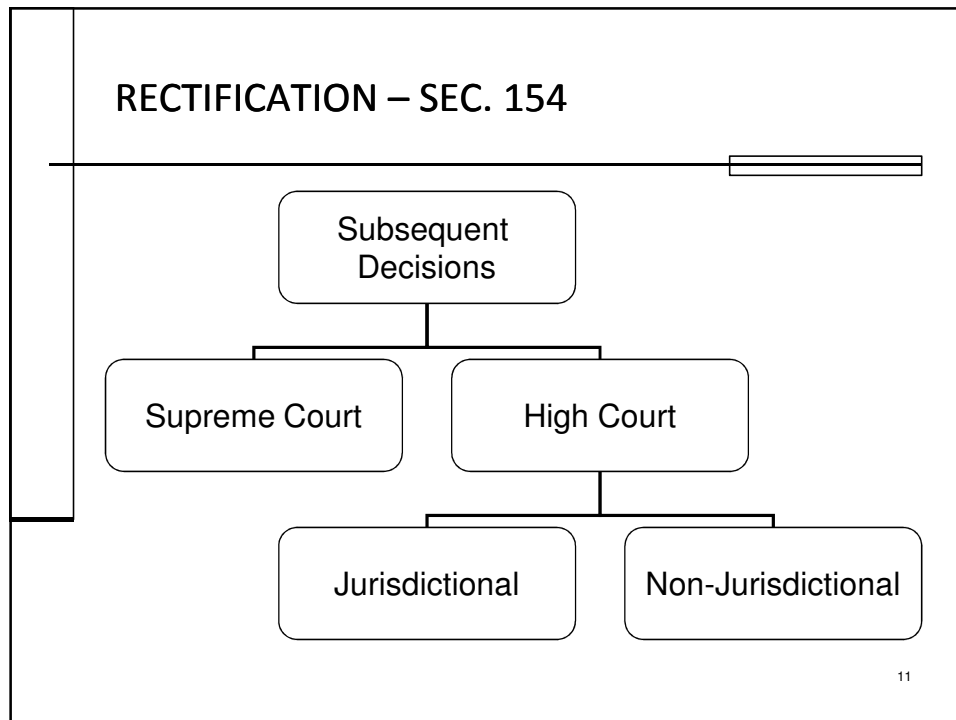 RECTIFICATION – SEC. 154
Subsequent
Decisions
Supreme Court
High Court
Jurisdictional
Non-Jurisdictional
11